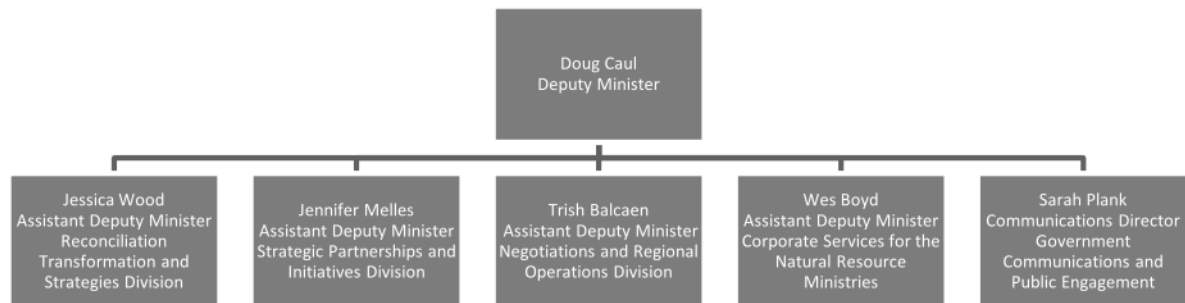 Doug Caul
Deputy Minister
Jessica Wood
Assistant Deputy Minister
Reconciliation
Transformation and
Strategies Division
Jennifer Melles
Assistant Deputy Minister
Strategic Partnerships and
Initiatives Division
Trish Balcaen
Assistant Deputy Minister
Negotiations and Regional
Operations Division
Wes Boyd
Assistant Deputy Minister
Corporate Services for the
Natural Resource
Ministries
Sarah Plank
Communications Director
Government
Communications and
Public Engagement